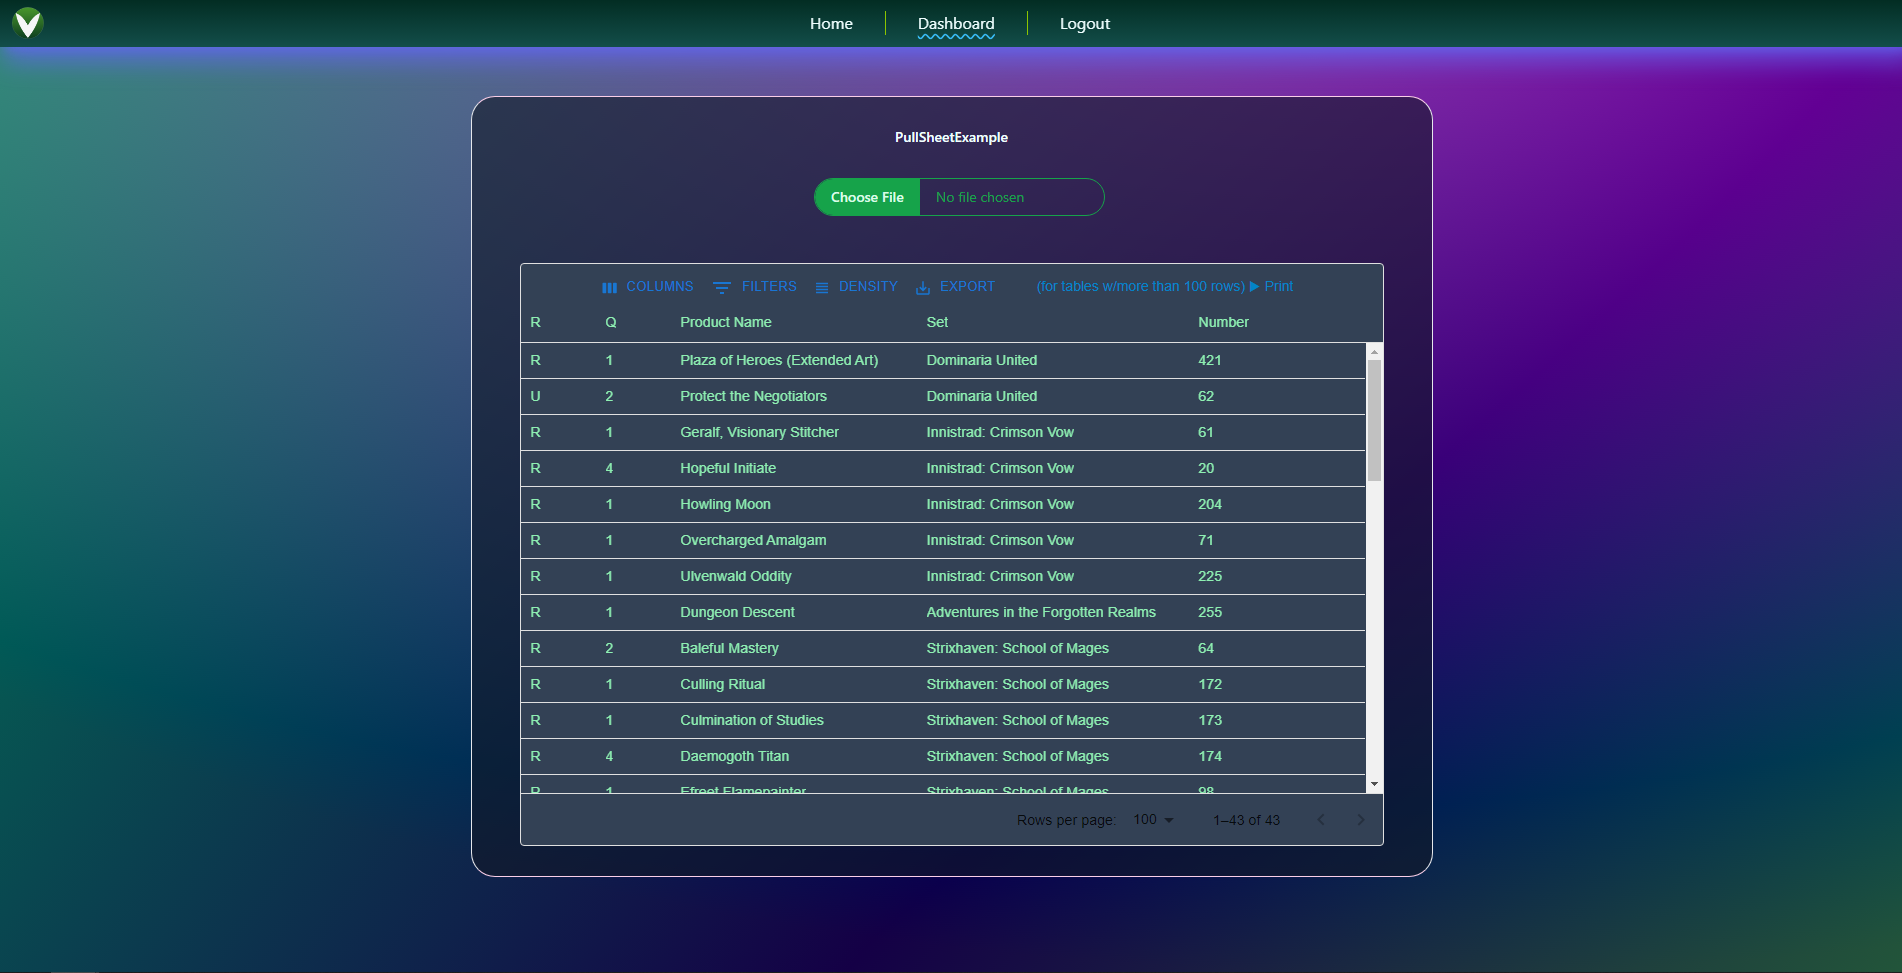 Home Dashboard Logout
PullSheetExample
Choose File No file chosen
COLUMNS FILTERS DENSITY EXPORT (for tables w/more than 100 rows) Print
R Q Product Name Set Number
R 1 Plaza of Heroes (Extended Art) Dominaria United 421
U 2 Protect the Negotiators Dominaria United 62
R 1 Geralf, Visionary Stitcher Innistrad: Crimson Vow 61
R 4 Hopeful Initiate Innistrad: Crimson Vow 20
R 1 Howling Moon Innistrad: Crimson Vow 204
R 1 Overcharged Amalgam Innistrad: Crimson Vow 71
R 1 Ulvenwald Oddity Innistrad: Crimson Vow 225
R 1 Dungeon Descent Adventures in the Forgotten Realms 255
R 2 Baleful Mastery Strixhaven: School of Mages 64
R 1 Culling Ritual Strixhaven: School of Mages 172
R 1 Culmination of Studies Strixhaven: School of Mages 173
R 4 Daemogoth Titan Strixhaven: School of Mages 174
R 1 Efreet Flamepainter Strixhaven: School of Mages 98
Rows per page: 100 1–43 of 43